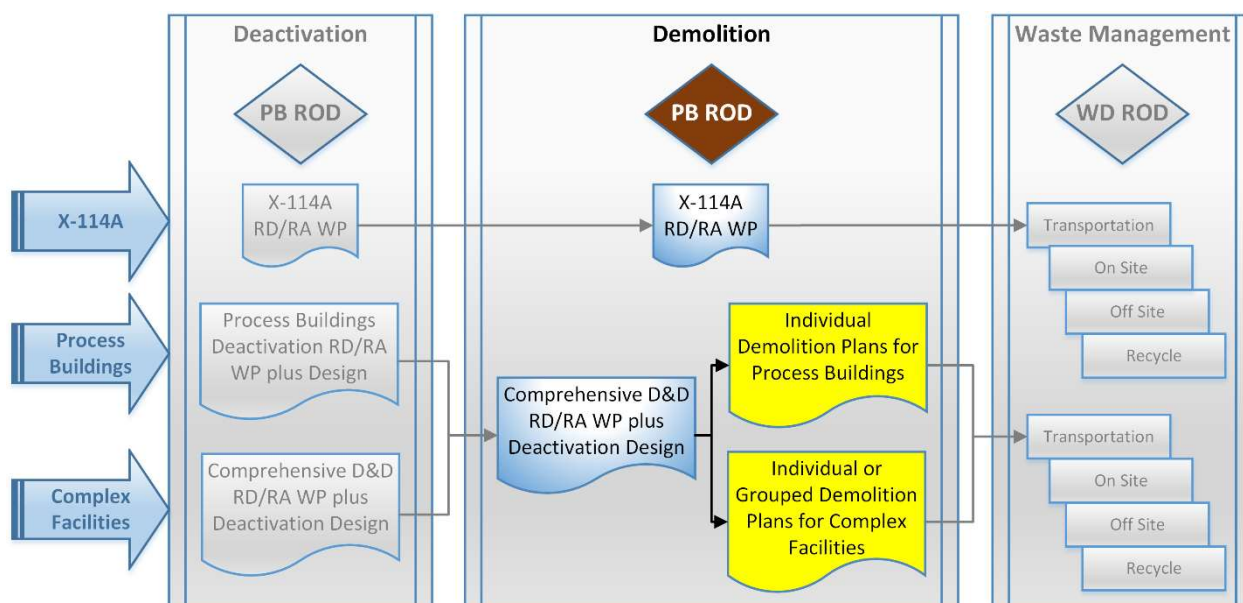 Deactivation
Demolition
Waste Management
PB ROD
PB ROD
WD ROD
X-114A
X-114A
RD/RA WP
X-114A
RD/RA WP
Transportation
On Site
Off Site
Recycle
Process
Buildings
Process Buildings
Deactivation RD/RA
WP plus Design
Individual
Demolition Plans for
Process Buildings
Comprehensive D&D
RD/RA WP plus
Deactivation Design
Complex
Facilities
Comprehensive D&D
RD/RA WP plus
Deactivation Design
Individual or
Grouped Demolition
Plans for Complex
Facilities
Transportation
On Site
Off Site
Recycle